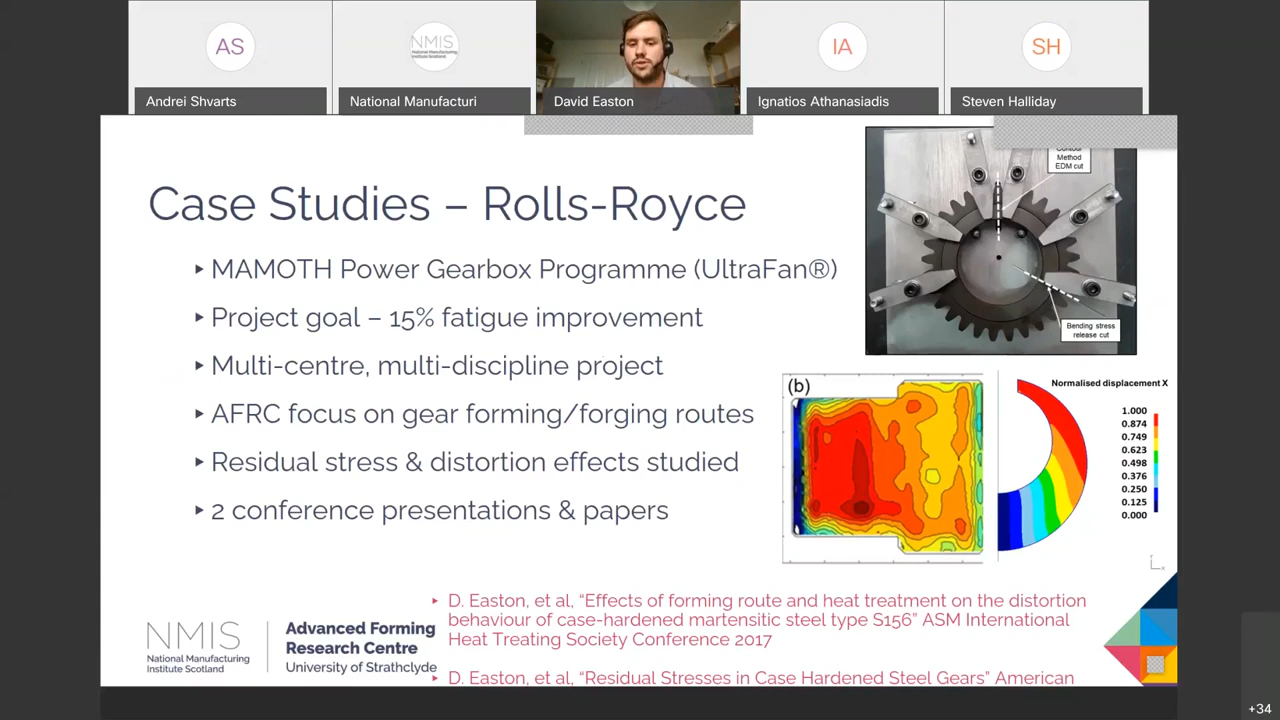 AS
NMIS
National Manufacturing
Institute Scotland
IA
SH
Andrei Shvarts
National Manufacturi
David Easton
Ignatios Athanasiadis
Steven Halliday
Case Studies – Rolls-Royce
MAMOTH Power Gearbox Programme (UltraFan®)
Project goal – 15% fatigue improvement
Multi-centre, multi-discipline project
AFRC focus on gear forming/forging routes
Residual stress & distortion effects studied
2 conference presentations & papers
Contour
Method
EDM cut
Bending stress
release cut
(b)
Normalised displacement X
1.000
0.874
0.749
0.623
0.498
0.376
0.250
0.125
0.000
D. Easton, et al, “Effects of forming route and heat treatment on the distortion
behaviour of case-hardened martensitic steel type S156” ASM International
Heat Treating Society Conference 2017
D. Easton, et al, “Residual Stresses in Case Hardened Steel Gears” American
NMIS
National Manufacturing
Institute Scotland
Advanced Forming
Research Centre
University of Strathclyde
+34